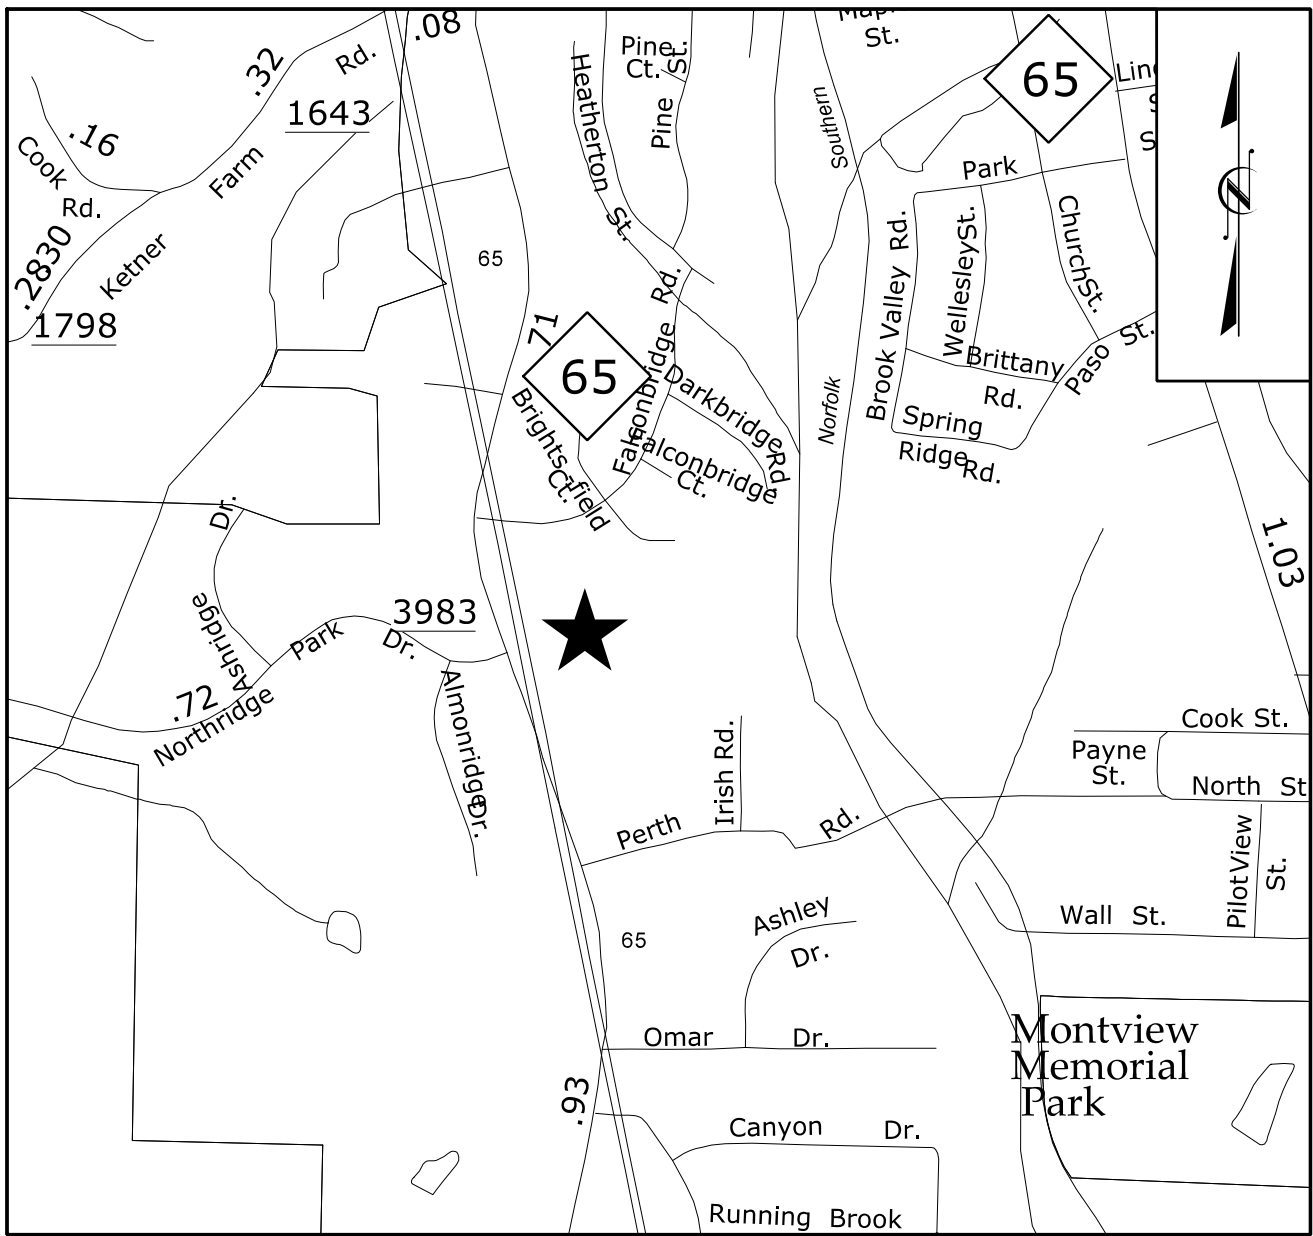 .08
St.
65
.32
Rd.
1643
Pine
Ct.
St.
Pine
Heatherton
St.
Southern
.16
Cook
Rd.
Farm
Park
.2830
Ketner
1798
65
Rd.
Brook Valley Rd.
Wellesley St.
Church St.
.71
65
Falconbridge
Darkbridge
Rd
Brittany
Rd.
Paso St.
Norfolk
Spring
Ridge
Rd.
Brights-field
Ct.
Falconbridge
Ct.
Dr.
Ashridge
1.03
3983
Park
Dr.
.72
Northridge
Almonridge
Dr.
Irish Rd.
Cook St.
Payne
St.
North St
Perth
Rd.
Pilot View
St.
Wall St.
Ashley
Dr.
65
Omar Dr.
Montview
Memorial
Park
.93
Canyon Dr.
Running Brook